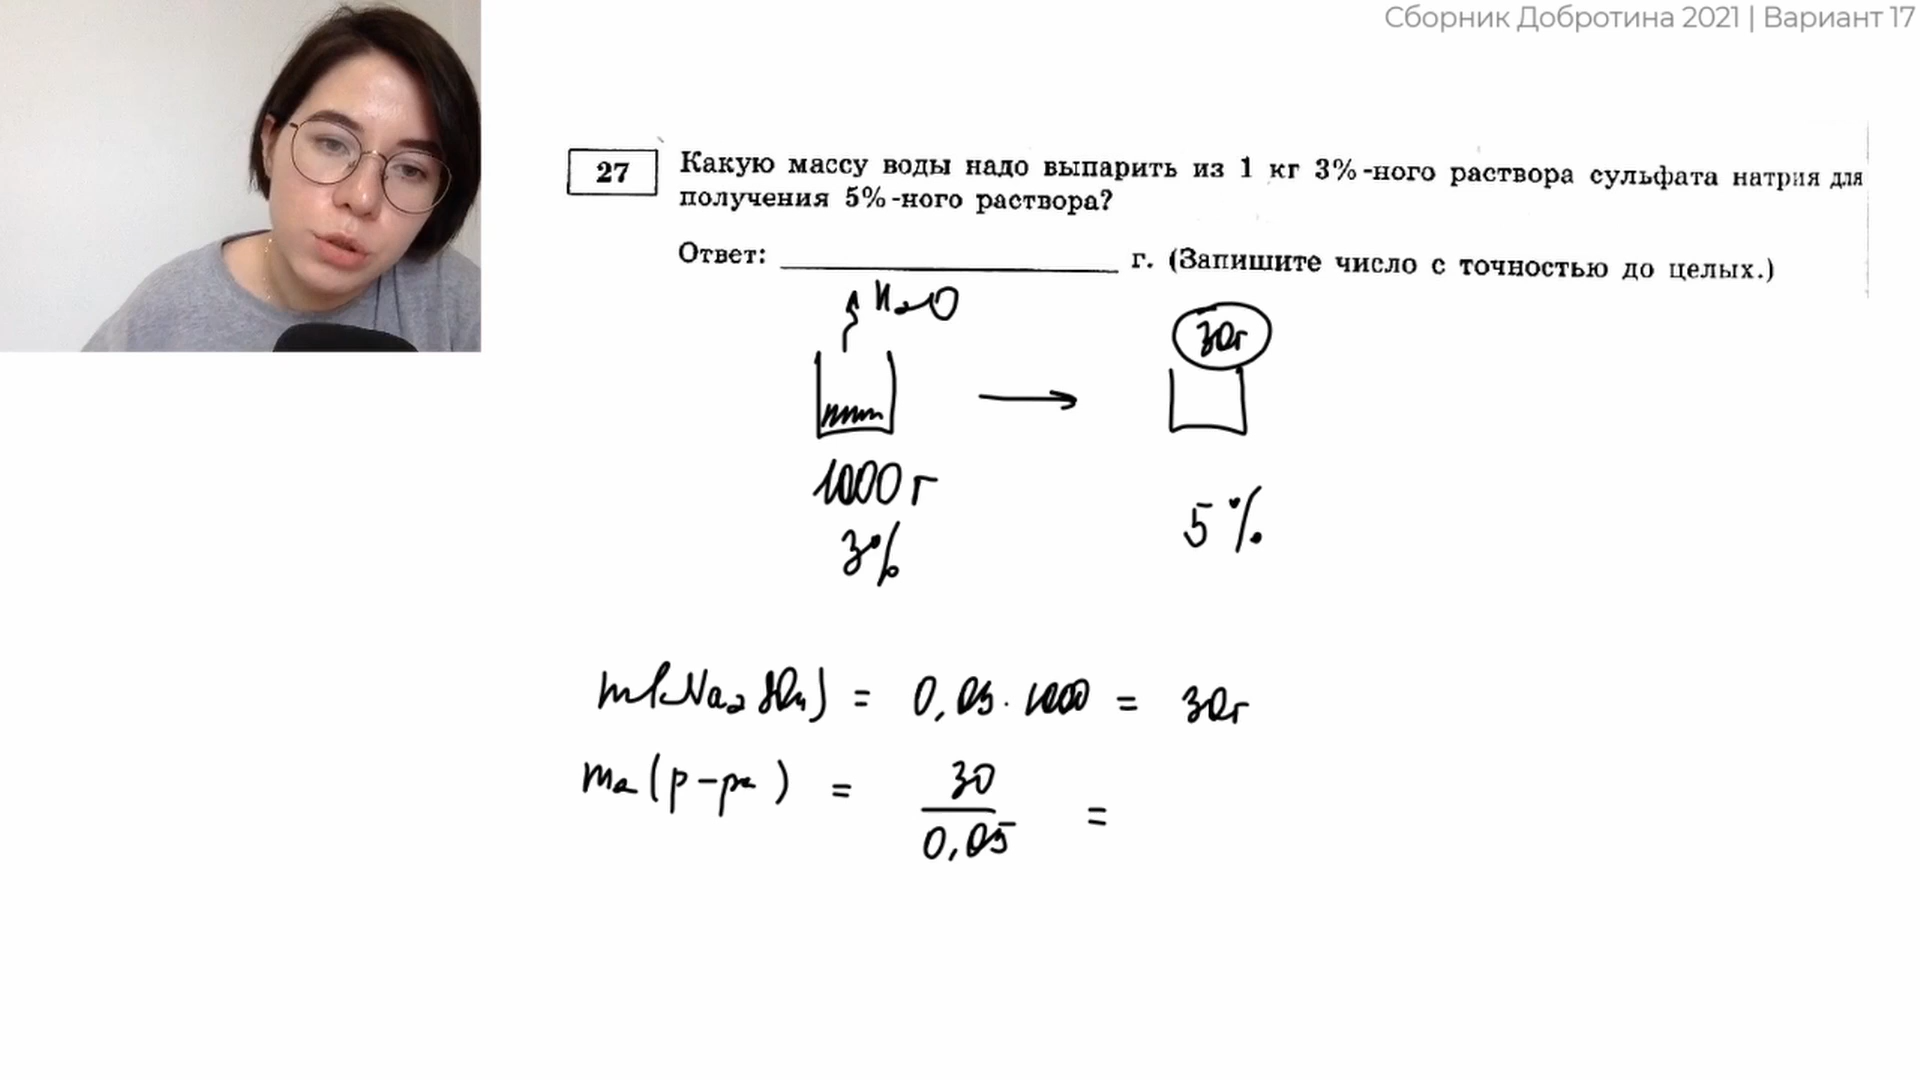 Сборник Добротина 2021 | Вариант 17
27
Какую массу воды надо выпарить из 1 кг 3%-ного раствора сульфата натрия для
получения 5%-ного раствора?
Ответ: ____________ г. (Запишите число с точностью до целых.)
H₂O
30г
1000 г
3%
5%
m(Na₂SO₄) = 0,03 · 1000 = 30г
m₂(р-ра) = 30/0,05 =